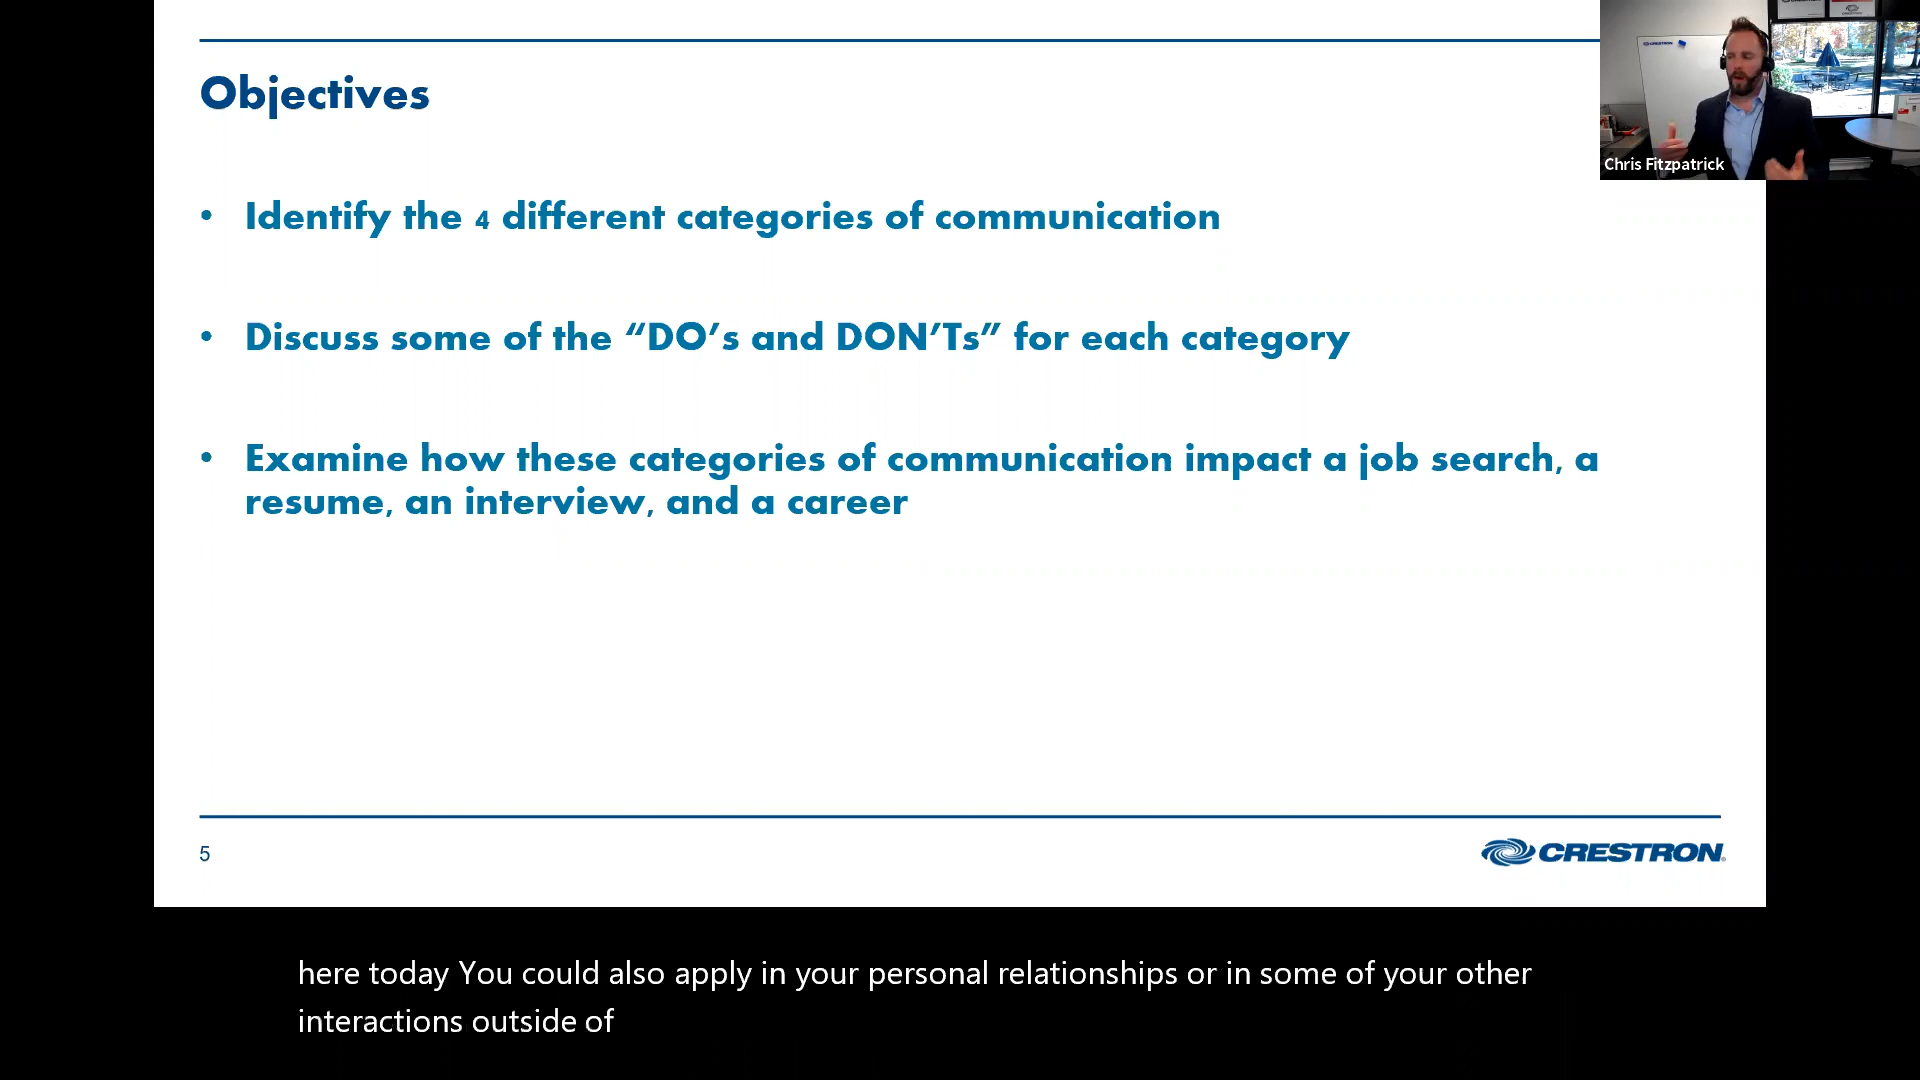 Objectives
• Identify the 4 different categories of communication
• Discuss some of the “DO’s and DON’Ts” for each category
• Examine how these categories of communication impact a job search, a
resume, an interview, and a career
5
CRESTRON
CRESTRON
Chris Fitzpatrick
here today You could also apply in your personal relationships or in some of your other
interactions outside of